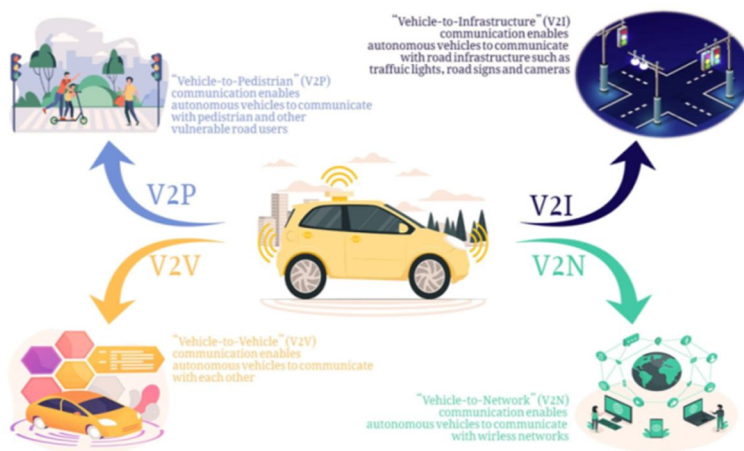 "Vehicle-to-Pedistrian" (V2P)
communication enables
autonomous vehicles to communicate
with pedistrian and other
vulnerable road users
"Vehicle-to-Infrastructure" (V2I)
communication enables
autonomous vehicles to communicate
with road infrastructure such as
traffuic lights, road signs and cameras
V2P
V2I
V2V
V2N
"Vehicle-to-Vehicle" (V2V)
communication enables
autonomous vehicles to communicate
with each other
"Vehicle-to-Network" (V2N)
communication enables
autonomous vehicles to communicate
with wirless networks